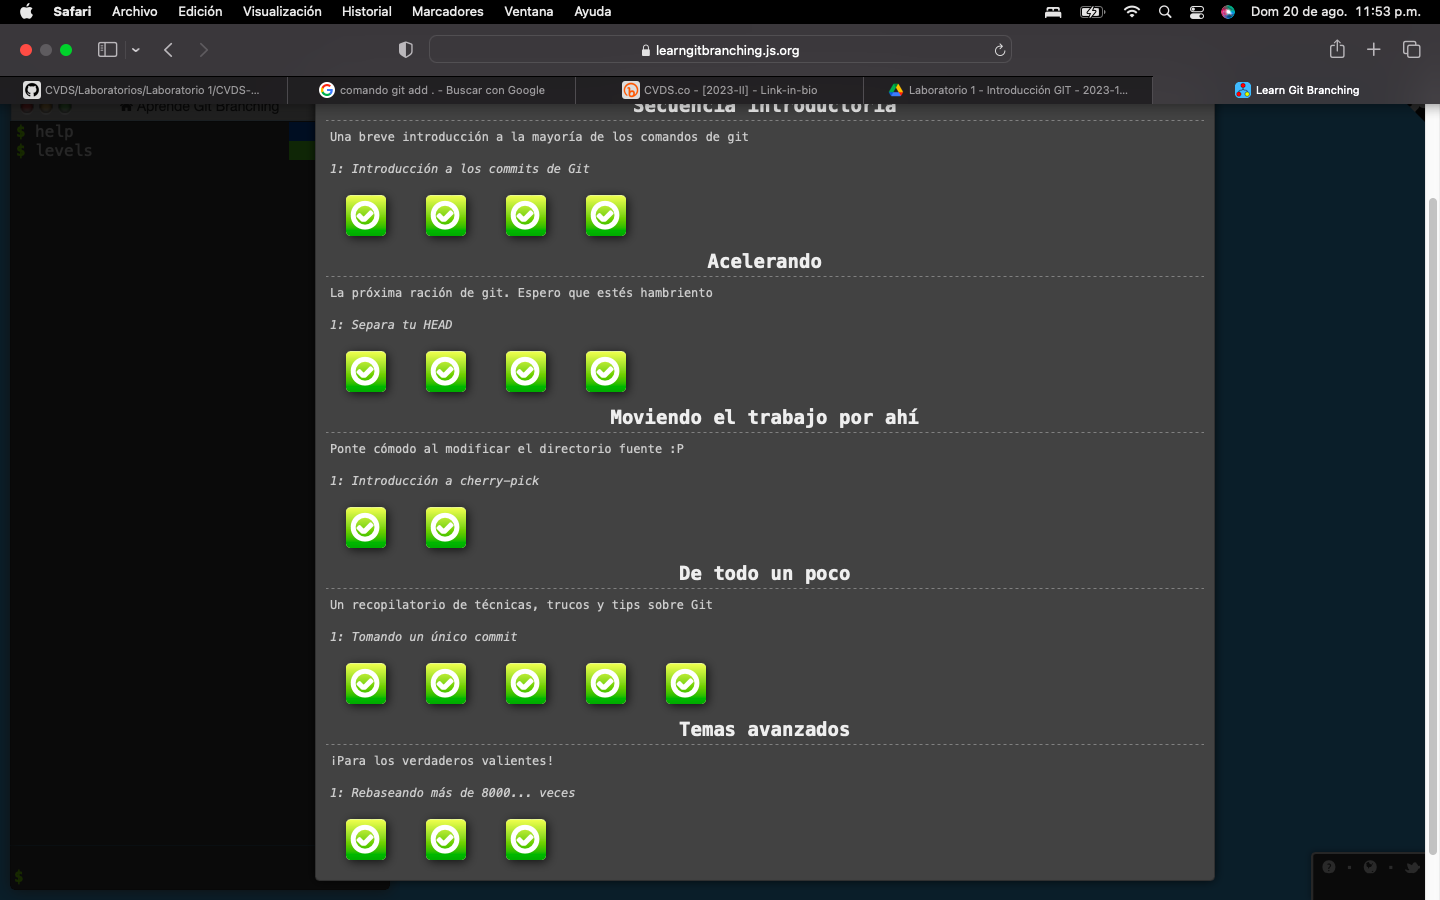 Safari Archivo Edición Visualización Historial Marcadores Ventana Ayuda Dom 20 de ago. 11:53 p.m.
learngitbranching.js.org
CVDS/Laboratorios/Laboratorio 1/CVDS-... comando git add . - Buscar con Google CVDS.co - [2023-II] - Link-in-bio Laboratorio 1 - Introducción GIT - 2023-1... Learn Git Branching
Aprende Git Branching
$ help
$ levels
Secuencia introductoria
Una breve introducción a la mayoría de los comandos de git
1: Introducción a los commits de Git
Acelerando
La próxima ración de git. Espero que estés hambriento
1: Separa tu HEAD
Moviendo el trabajo por ahí
Ponte cómodo al modificar el directorio fuente :P
1: Introducción a cherry-pick
De todo un poco
Un recopilatorio de técnicas, trucos y tips sobre Git
1: Tomando un único commit
Temas avanzados
¡Para los verdaderos valientes!
1: Rebaseando más de 8000... veces
$